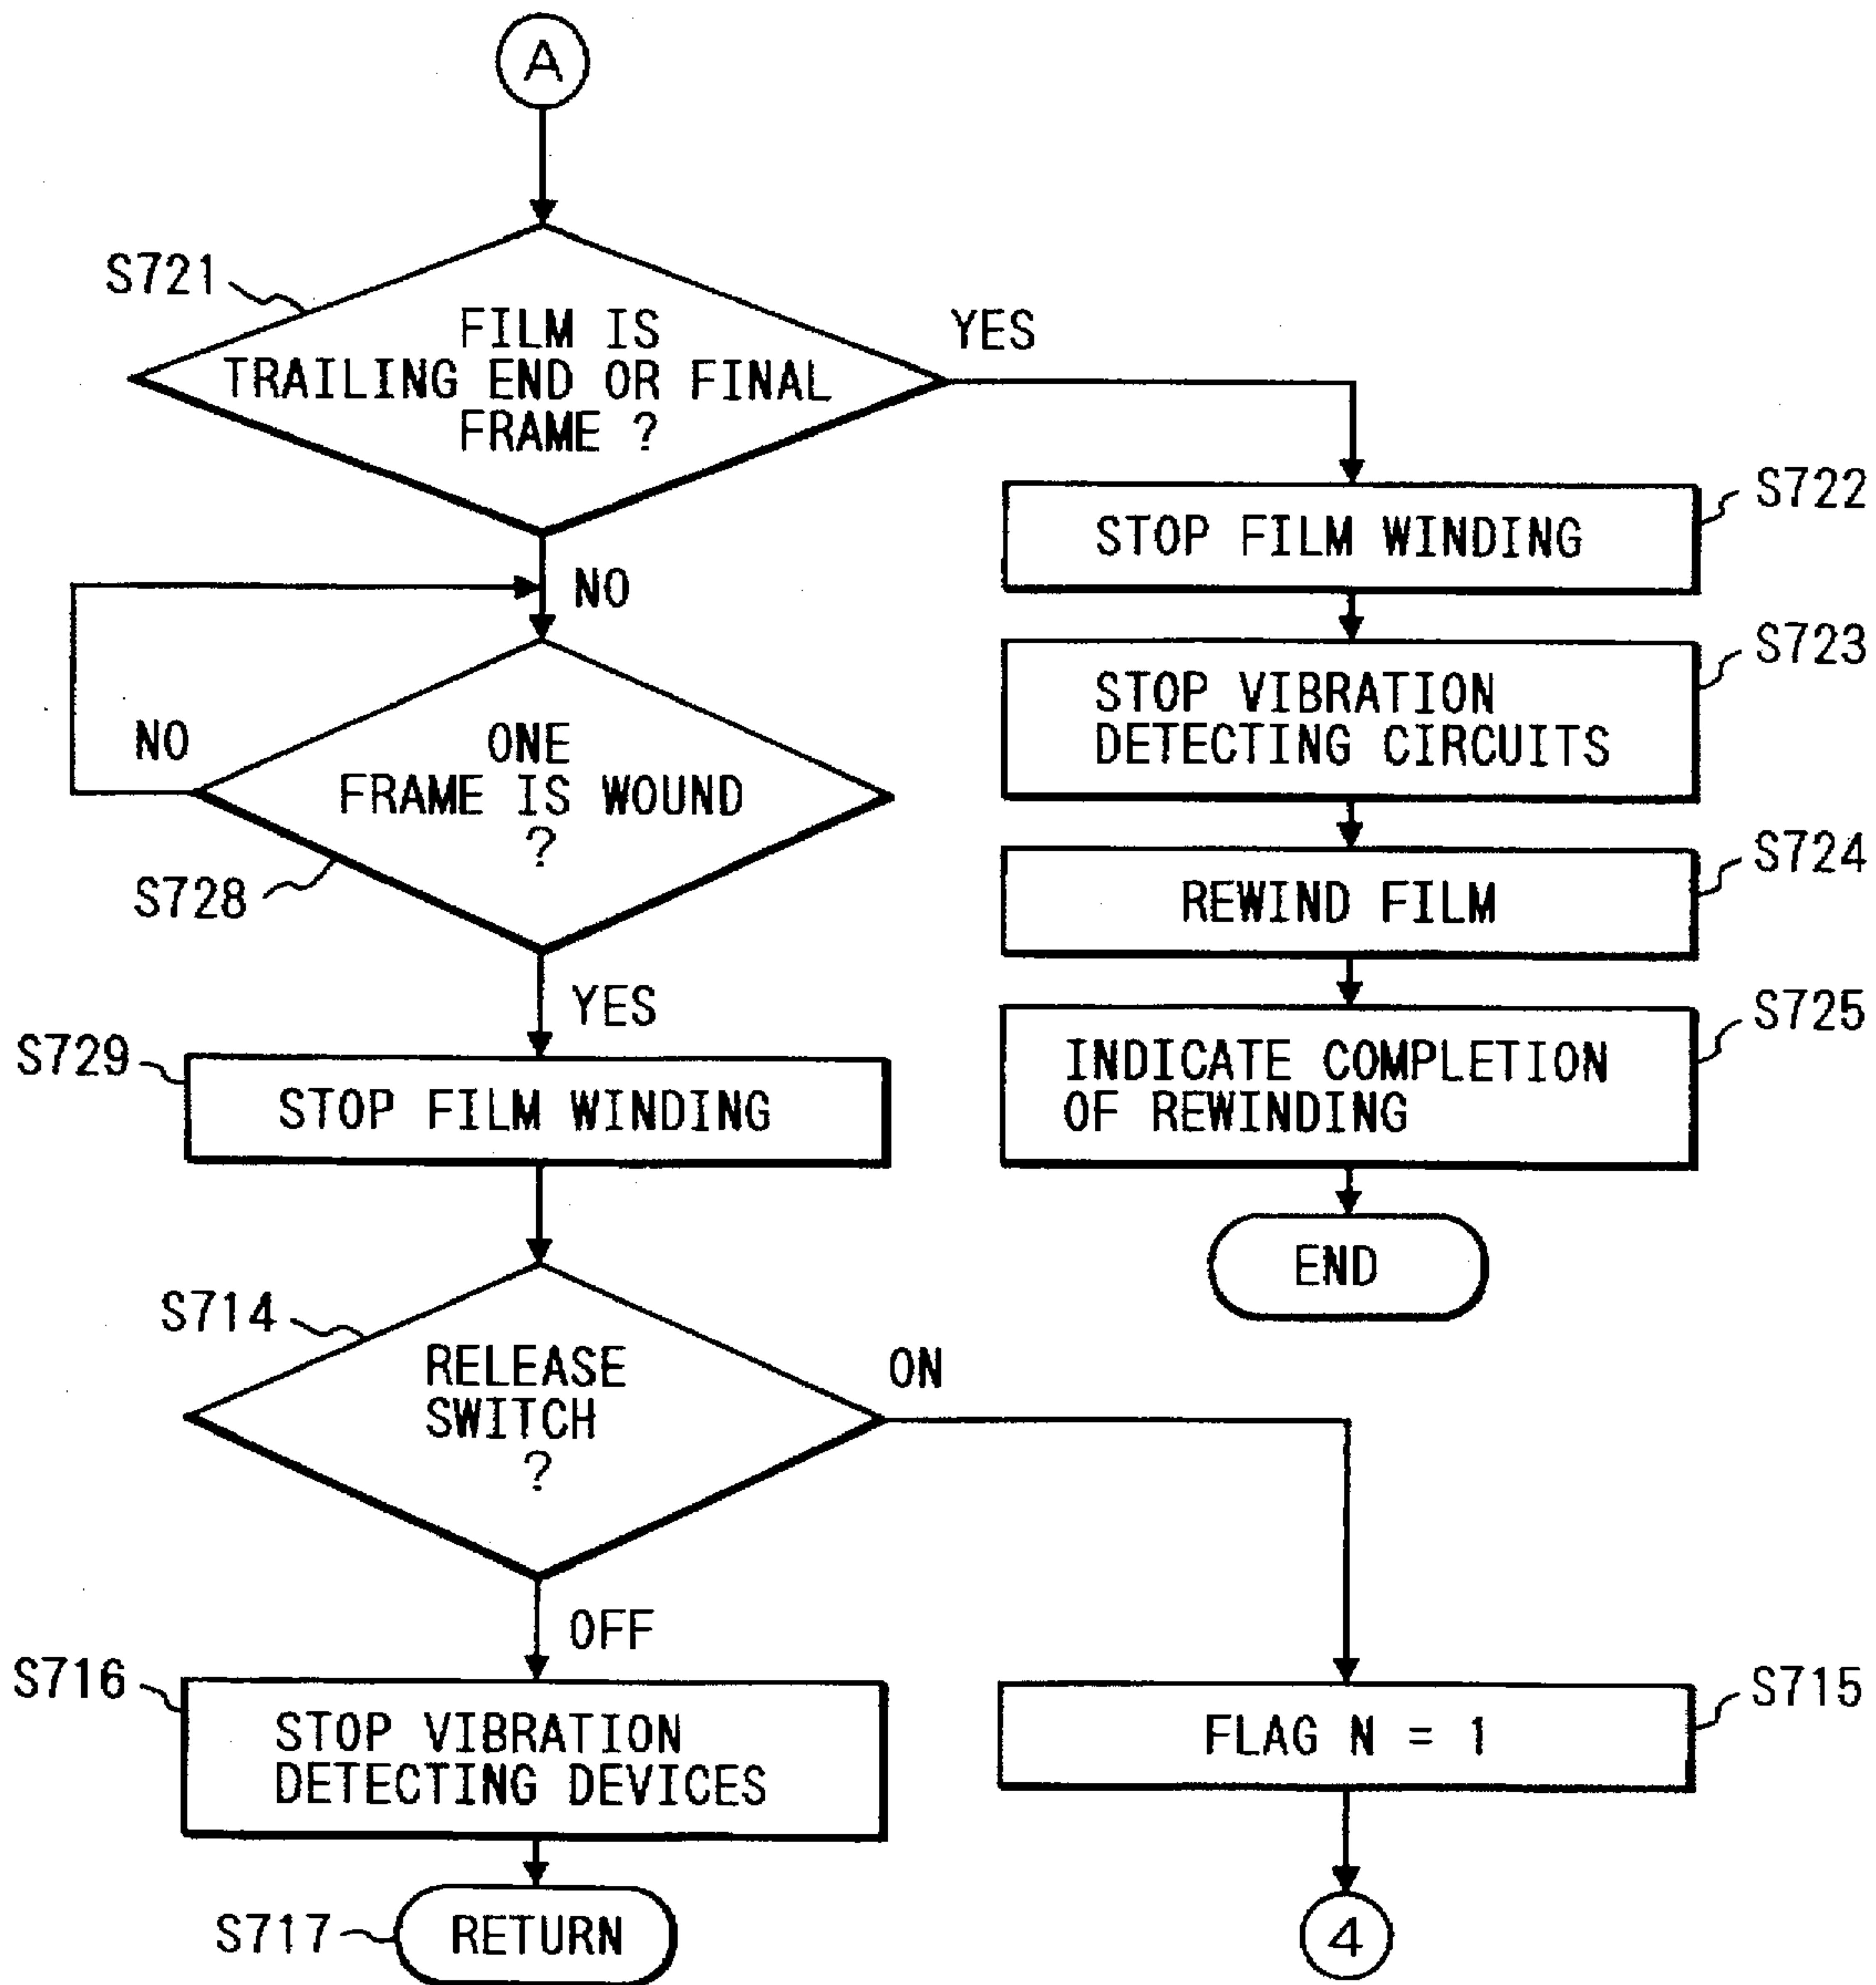 A
S721
FILM IS
TRAILING END OR FINAL
FRAME ?
YES
NO
S722
STOP FILM WINDING
S723
STOP VIBRATION
DETECTING CIRCUITS
S724
REWIND FILM
S725
INDICATE COMPLETION
OF REWINDING
END
NO
ONE
FRAME IS WOUND
?
S728
YES
S729
STOP FILM WINDING
S714
RELEASE
SWITCH
?
ON
OFF
S716
STOP VIBRATION
DETECTING DEVICES
S717
RETURN
S715
FLAG N = 1
4